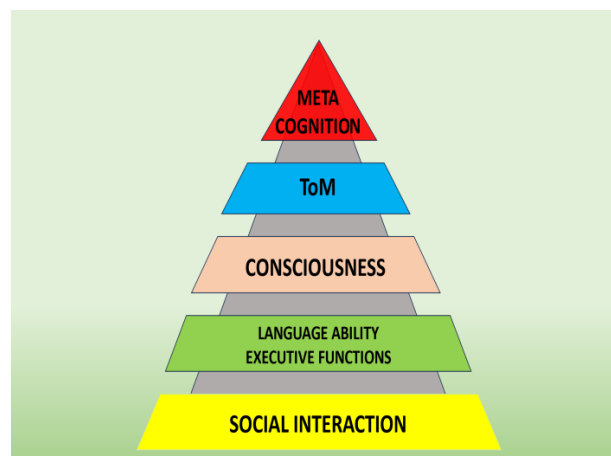 META
COGNITION
ToM
CONSCIOUSNESS
LANGUAGE ABILITY
EXECUTIVE FUNCTIONS
SOCIAL INTERACTION